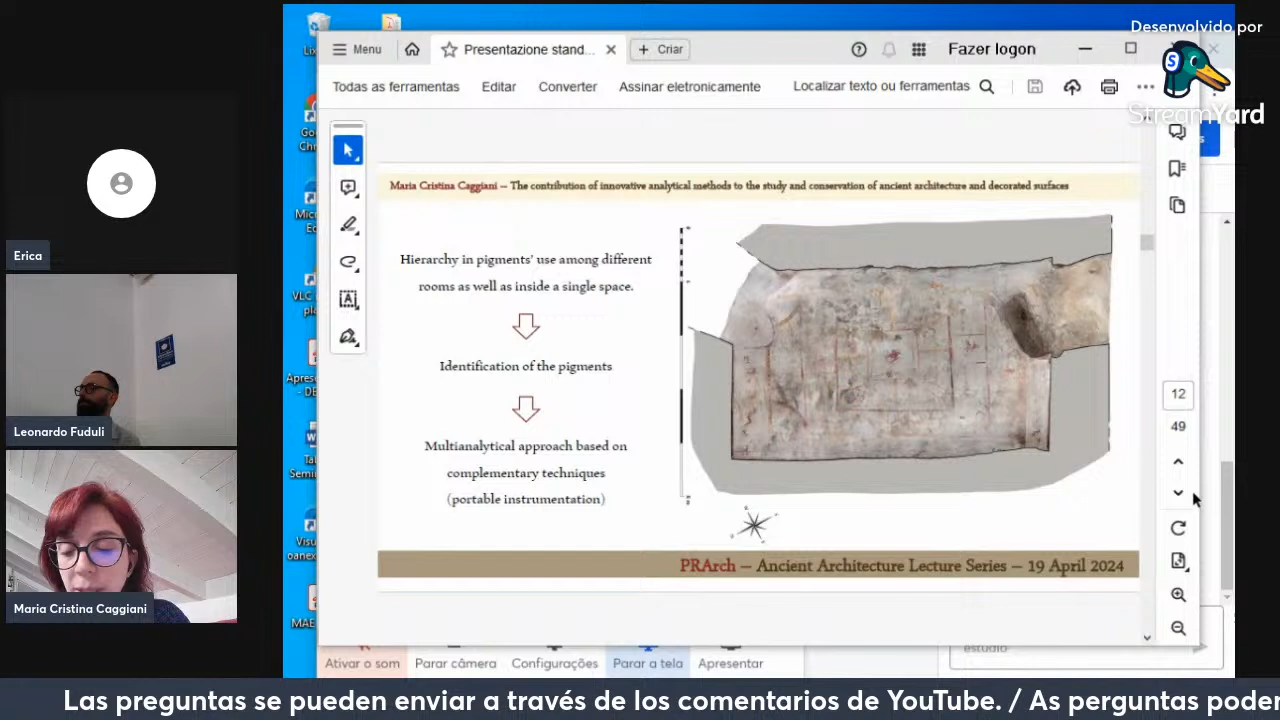 Desenvolvido por
StreamYard
Menu
Presentazione stand...
Criar
Fazer logon
Todas as ferramentas
Editar
Converter
Assinar eletronicamente
Localizar texto ou ferramentas
Erica
Leonardo Fuduli
Maria Cristina Caggiani
Maria Cristina Caggiani – The contribution of innovative analytical methods to the study and conservation of ancient architecture and decorated surfaces
Hierarchy in pigments' use among different
rooms as well as inside a single space.
Identification of the pigments
Multianalytical approach based on
complementary techniques
(portable instrumentation)
PRArch – Ancient Architecture Lecture Series – 19 April 2024
12
49
Ativar o som
Parar câmera
Configurações
Parar a tela
Apresentar
estúdio
Las preguntas se pueden enviar a través de los comentarios de YouTube. / As perguntas poder